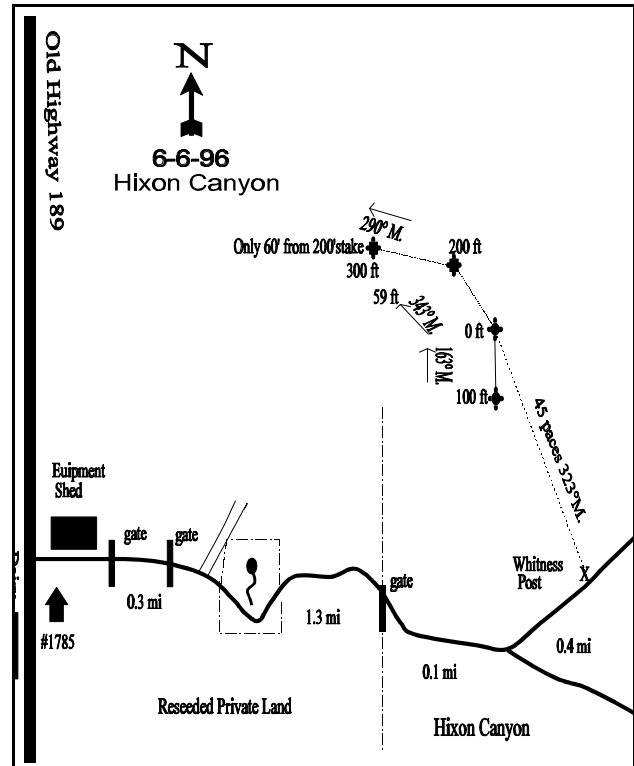 Old Highway 189
N
6-6-96
Hixon Canyon
290° M.
Only 60' from 200'stake
300 ft
200 ft
59 ft
343° M.
0 ft
163° M.
100 ft
45 paces 323°M.
Euipment
Shed
gate
gate
0.3 mi
#1785
1.3 mi
gate
Whitness
Post
X
0.4 mi
0.1 mi
Reseeded Private Land
Hixon Canyon